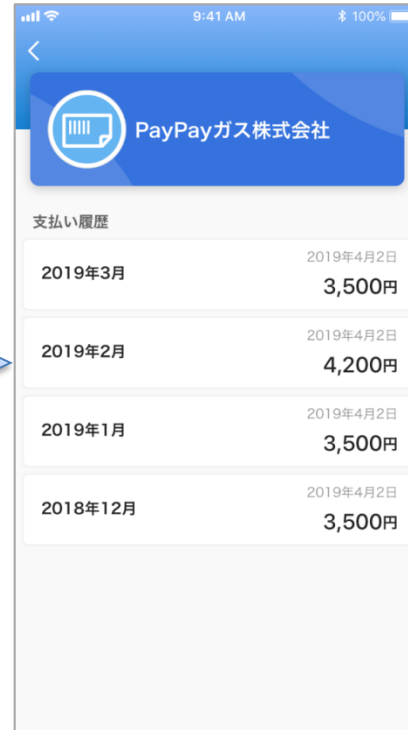 9:41 AM
100%
PayPayガス株式会社
支払い履歴
2019年3月
2019年4月2日
3,500円
2019年2月
2019年4月2日
4,200円
2019年1月
2019年4月2日
3,500円
2018年12月
2019年4月2日
3,500円